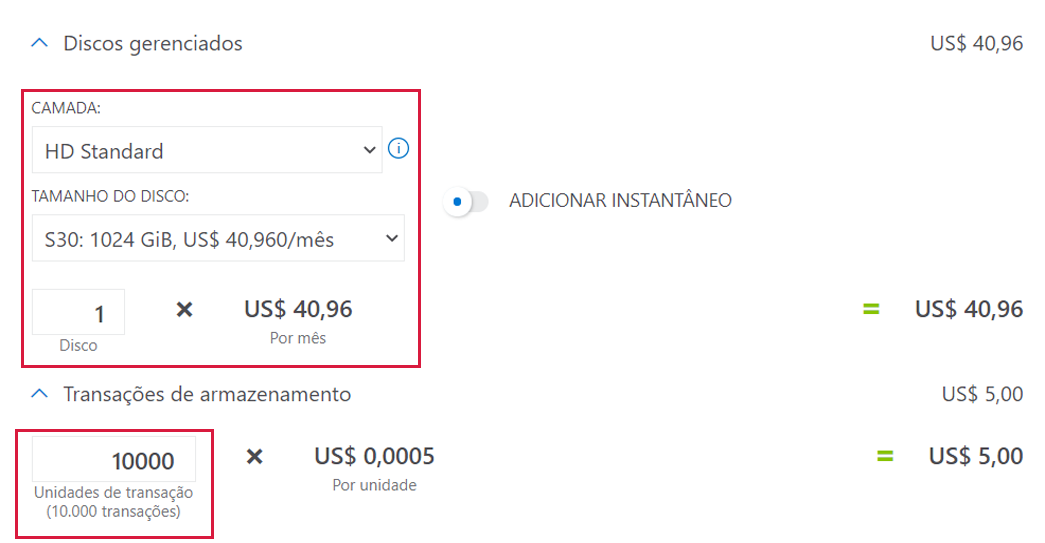 Discos gerenciados US$ 40,96
CAMADA:
HD Standard
TAMANHO DO DISCO:
ADICIONAR INSTANTÂNEO
S30: 1024 GiB, US$ 40,960/mês
1 × US$ 40,96 = US$ 40,96
Disco Por mês
Transações de armazenamento US$ 5,00
10000 × US$ 0,0005 = US$ 5,00
Unidades de transação Por unidade
(10.000 transações)